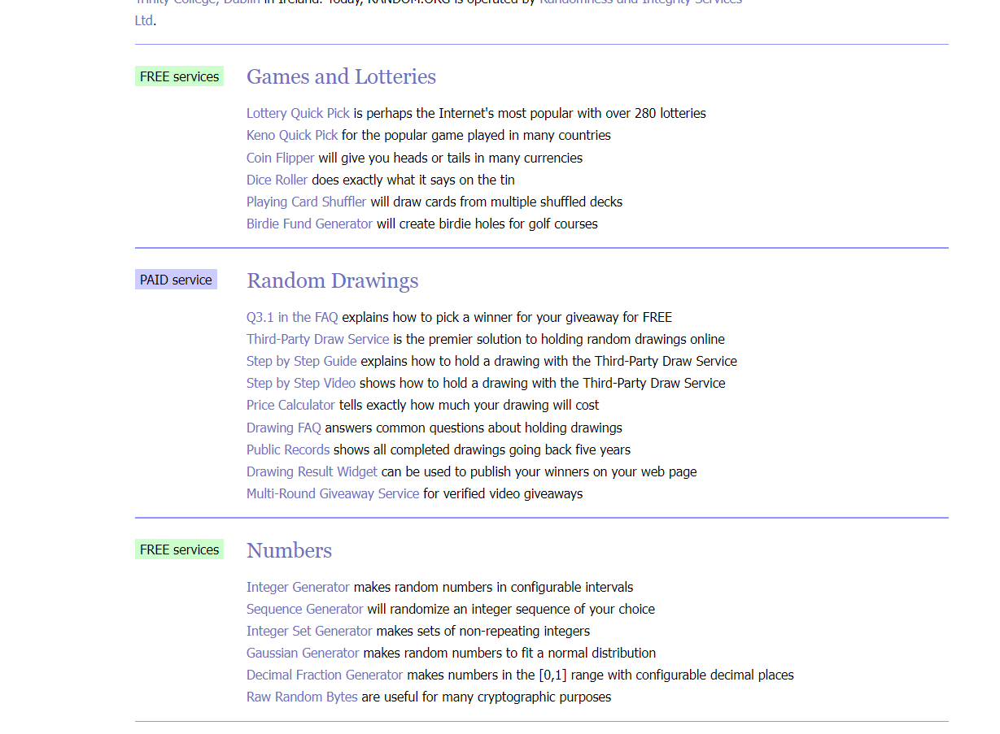 Trinity College, Dublin in Ireland. Today, RANDOM.ORG is operated by Randomness and Integrity Services
Ltd.
FREE services
Games and Lotteries
Lottery Quick Pick is perhaps the Internet's most popular with over 280 lotteries
Keno Quick Pick for the popular game played in many countries
Coin Flipper will give you heads or tails in many currencies
Dice Roller does exactly what it says on the tin
Playing Card Shuffler will draw cards from multiple shuffled decks
Birdie Fund Generator will create birdie holes for golf courses
PAID service
Random Drawings
Q3.1 in the FAQ explains how to pick a winner for your giveaway for FREE
Third-Party Draw Service is the premier solution to holding random drawings online
Step by Step Guide explains how to hold a drawing with the Third-Party Draw Service
Step by Step Video shows how to hold a drawing with the Third-Party Draw Service
Price Calculator tells exactly how much your drawing will cost
Drawing FAQ answers common questions about holding drawings
Public Records shows all completed drawings going back five years
Drawing Result Widget can be used to publish your winners on your web page
Multi-Round Giveaway Service for verified video giveaways
FREE services
Numbers
Integer Generator makes random numbers in configurable intervals
Sequence Generator will randomize an integer sequence of your choice
Integer Set Generator makes sets of non-repeating integers
Gaussian Generator makes random numbers to fit a normal distribution
Decimal Fraction Generator makes numbers in the [0,1] range with configurable decimal places
Raw Random Bytes are useful for many cryptographic purposes